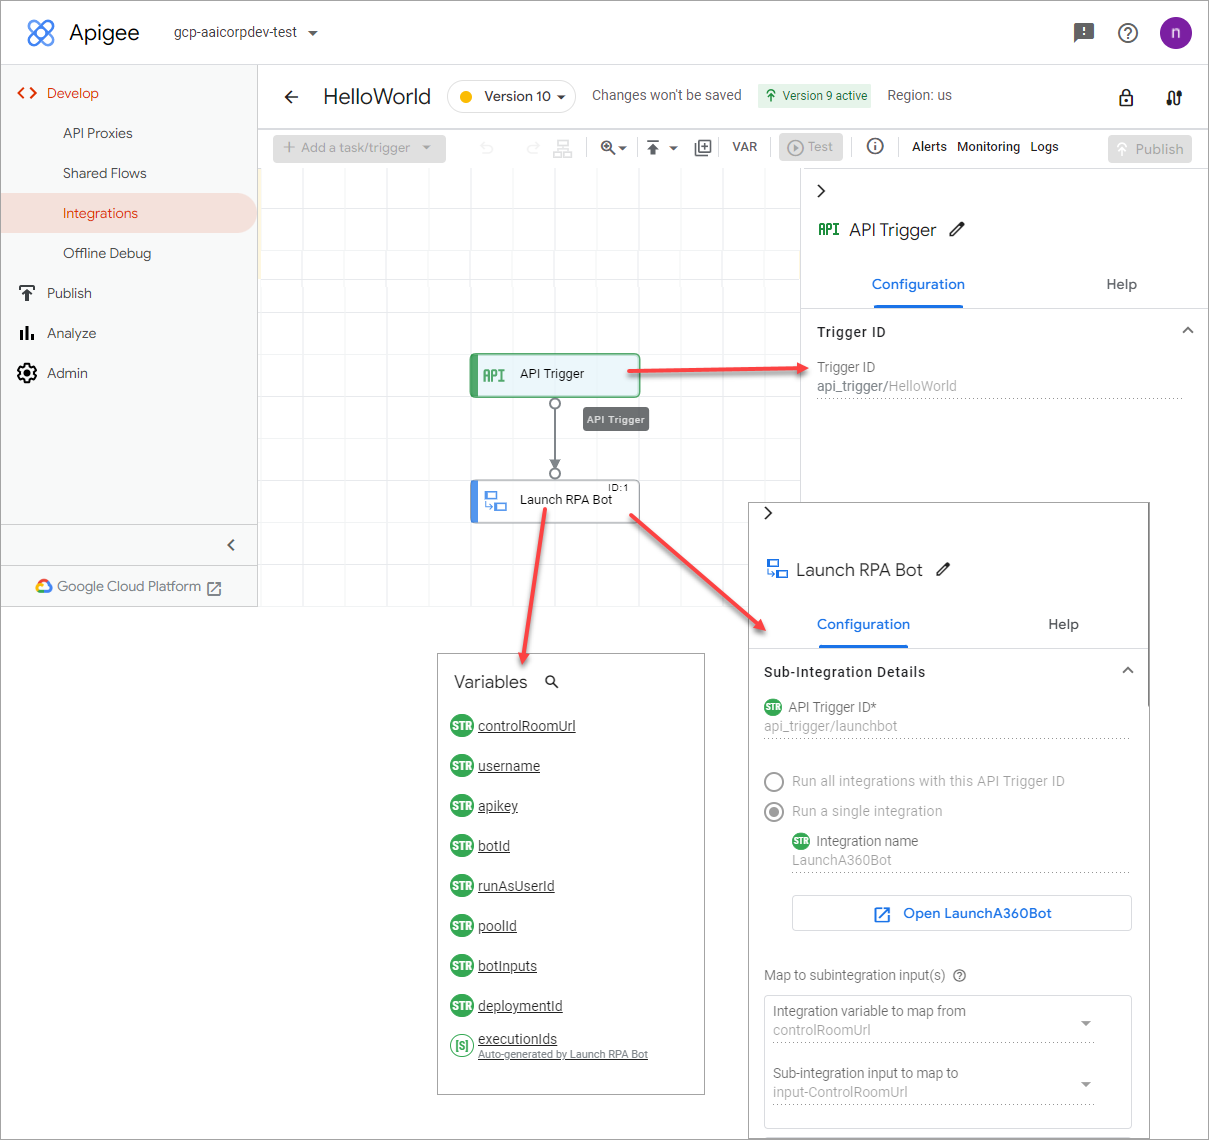 Apigee
gcp-aaicorpdev-test
n
Develop
API Proxies
Shared Flows
Integrations
Offline Debug
Publish
Analyze
Admin
Google Cloud Platform
HelloWorld
Version 10
Changes won't be saved
Version 9 active
Region: us
Add a task/trigger
VAR
Test
Alerts
Monitoring
Logs
Publish
API API Trigger
API Trigger
ID:1
Launch RPA Bot
API API Trigger
Configuration
Help
Trigger ID
Trigger ID
api_trigger/HelloWorld
Variables
STR controlRoomUrl
STR username
STR apikey
STR botId
STR runAsUserId
STR poolId
STR botInputs
STR deploymentId
[S] executionIds
Auto-generated by Launch RPA Bot
Launch RPA Bot
Configuration
Help
Sub-Integration Details
STR API Trigger ID*
api_trigger/launchbot
Run all integrations with this API Trigger ID
Run a single integration
STR Integration name
LaunchA360Bot
Open LaunchA360Bot
Map to subintegration input(s)
Integration variable to map from
controlRoomUrl
Sub-integration input to map to
input-ControlRoomUrl